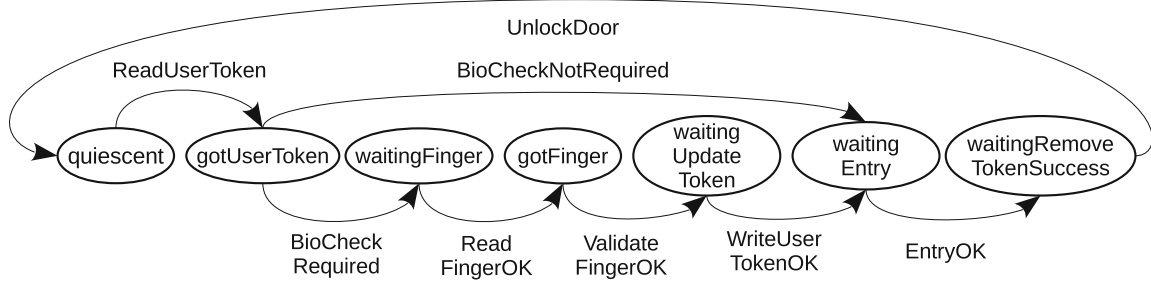 UnlockDoor
ReadUserToken
BioCheckNotRequired
quiescent
gotUserToken
waitingFinger
gotFinger
waiting
Update
Token
waiting
Entry
waitingRemove
TokenSuccess
BioCheck
Required
Read
FingerOK
Validate
FingerOK
WriteUser
TokenOK
EntryOK